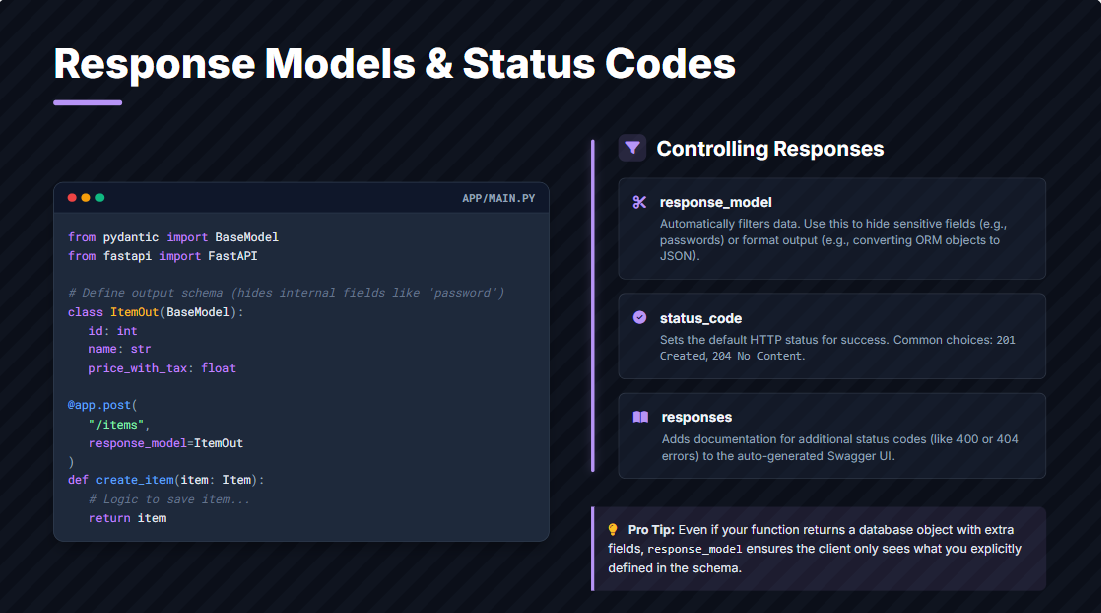 Response Models & Status Codes
APP/MAIN.PY
from pydantic import BaseModel
from fastapi import FastAPI
# Define output schema (hides internal fields like 'password')
class ItemOut(BaseModel):
    id: int
    name: str
    price_with_tax: float
@app.post(
    "/items",
    response_model=ItemOut
)
def create_item(item: Item):
    # Logic to save item...
    return item
Controlling Responses
response_model
Automatically filters data. Use this to hide sensitive fields (e.g.,
passwords) or format output (e.g., converting ORM objects to
JSON).
status_code
Sets the default HTTP status for success. Common choices: 201
Created, 204 No Content.
responses
Adds documentation for additional status codes (like 400 or 404
errors) to the auto-generated Swagger UI.
Pro Tip: Even if your function returns a database object with extra
fields, response_model ensures the client only sees what you explicitly
defined in the schema.